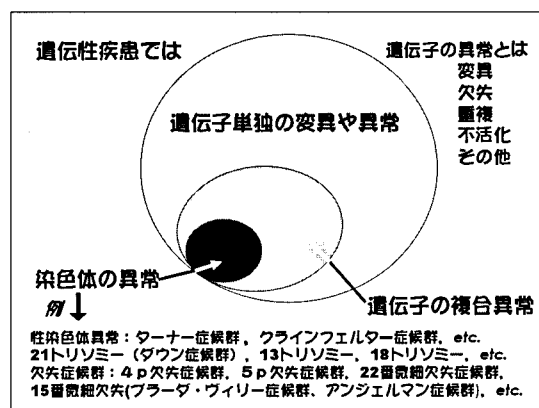 遺伝性疾患では
遺伝子の異常とは
変異
欠失
重複
不活化
その他
遺伝子単独の変異や異常
染色体の異常
例
遺伝子の複合異常
性染色体異常：ターナー症候群，クラインフェルター症候群，etc.
21トリソミー（ダウン症候群），13トリソミー，18トリソミー，etc.
欠失症候群：4p欠失症候群，5p欠失症候群，22番微細欠失症候群，
15番微細欠失(プラーダ・ヴィリー症候群、アンジェルマン症候群)，etc.